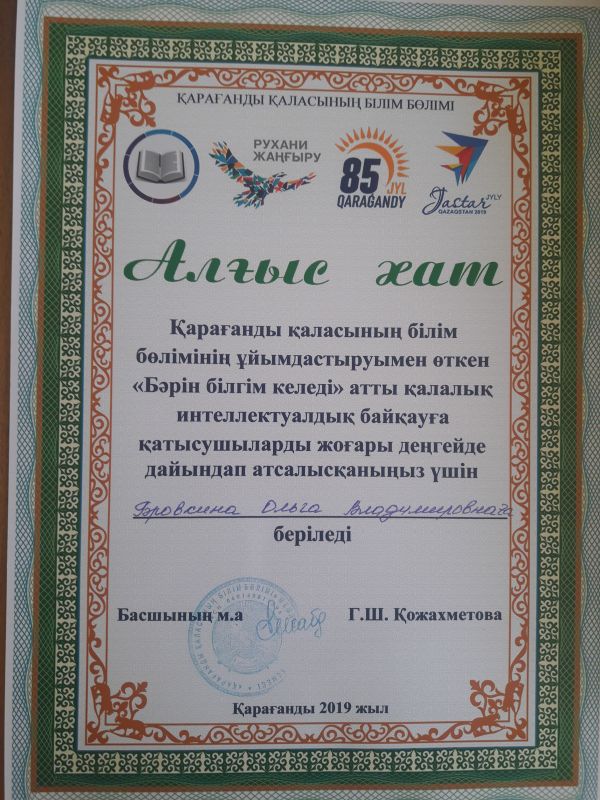 ҚАРАҒАНДЫ ҚАЛАСЫНЫҢ БІЛІМ БӨЛІМІ
РУХАНИ
ЖАҢҒЫРУ
85
JYL
QARAĞANDY
Jastar
JYLY
QAZAQSTAN 2019
Алғыс хат
Қарағанды қаласының білім
бөлімінің ұйымдастыруымен өткен
«Бәрін білгім келеді» атты қалалық
интеллектуалдық байқауға
қатысушыларды жоғары деңгейде
дайындап атсалысқаныңыз үшін
Ольга Владимировнаға
беріледі
Басшының м.а
Г.Ш. Қожахметова
Қарағанды 2019 жыл